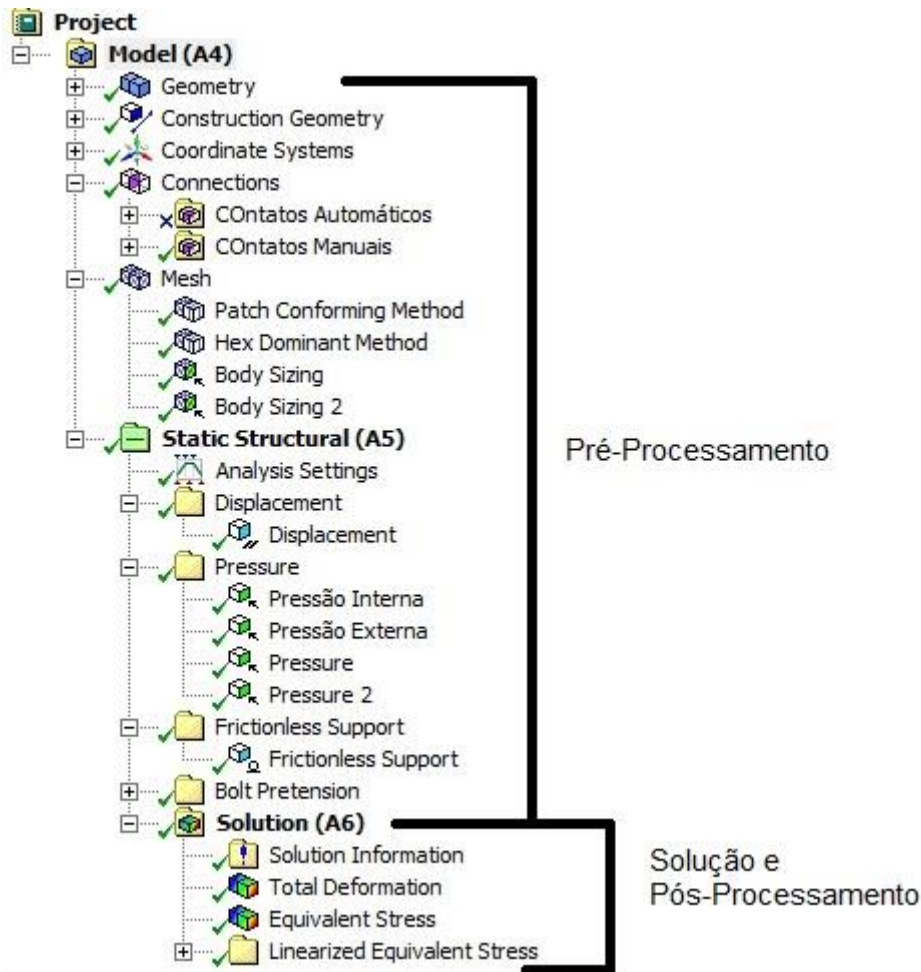 Project
Model (A4)
Geometry
Construction Geometry
Coordinate Systems
Connections
COntatos Automáticos
COntatos Manuais
Mesh
Patch Conforming Method
Hex Dominant Method
Body Sizing
Body Sizing 2
Static Structural (A5)
Analysis Settings
Displacement
Displacement
Pressure
Pressão Interna
Pressão Externa
Pressure
Pressure 2
Frictionless Support
Frictionless Support
Bolt Pretension
Solution (A6)
Solution Information
Total Deformation
Equivalent Stress
Linearized Equivalent Stress
Pré-Processamento
Solução e
Pós-Processamento